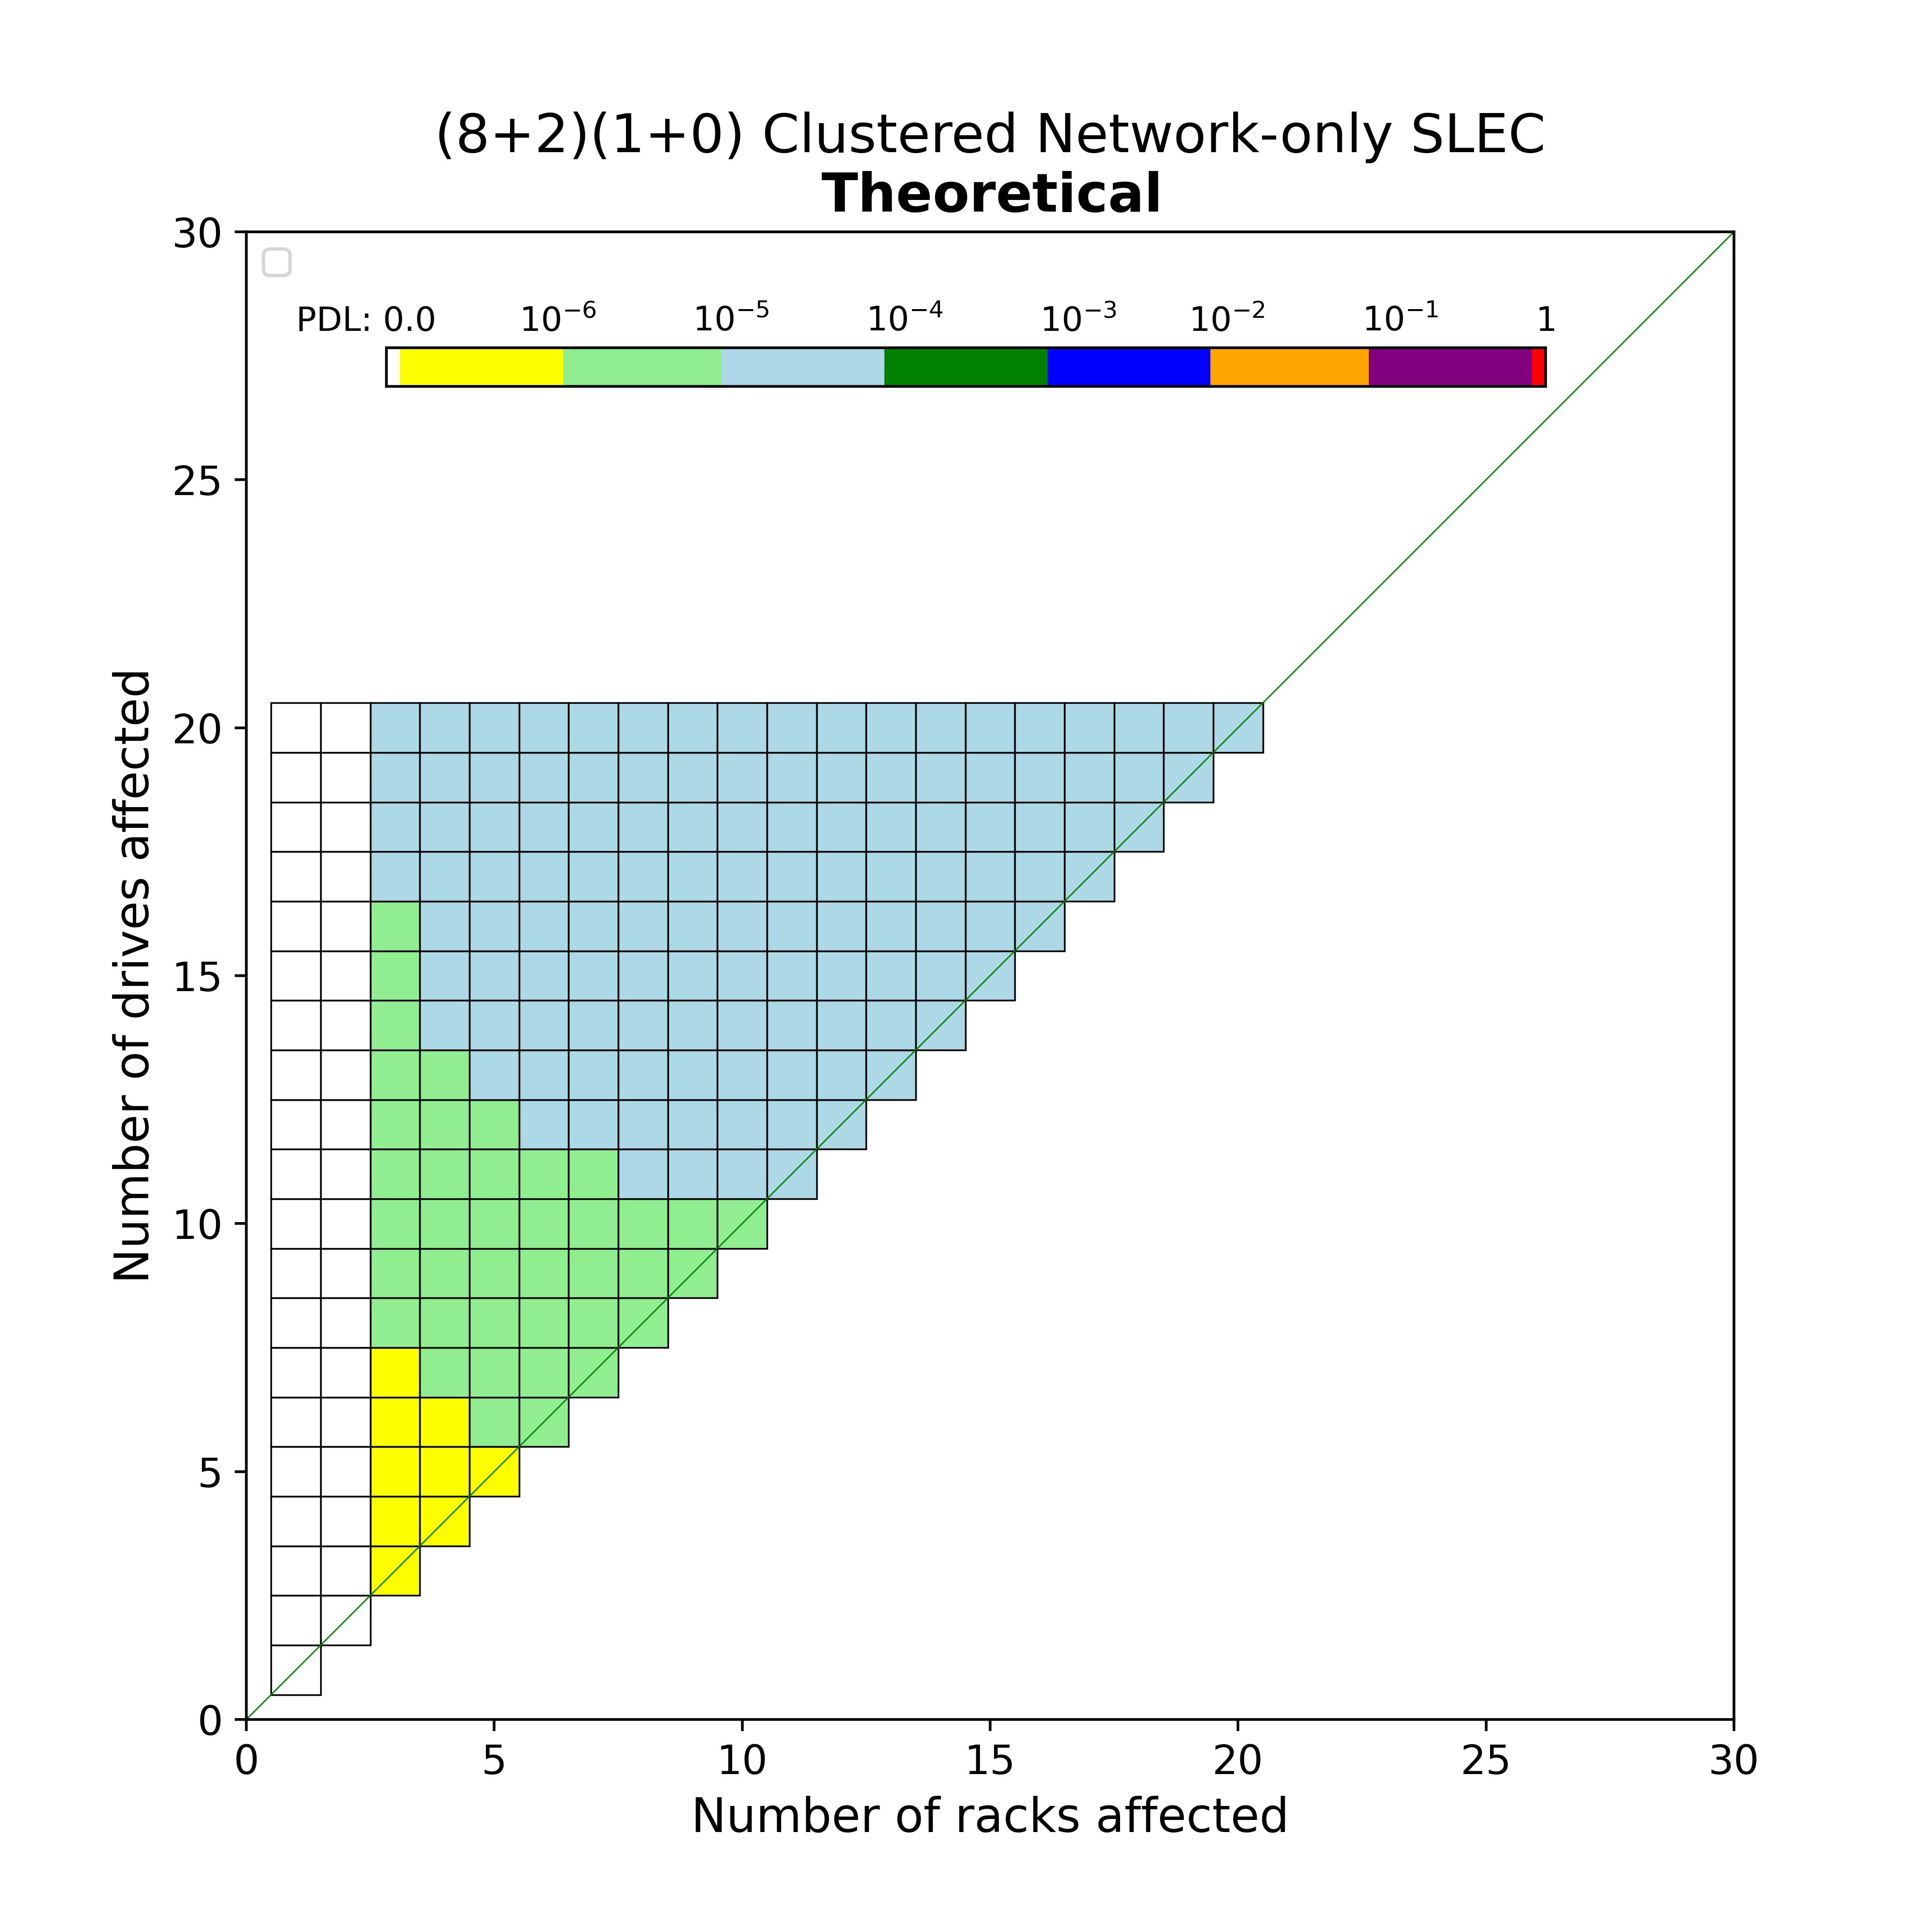 (8+2)(1+0) Clustered Network-only SLEC
Theoretical
30
PDL: 0.0 10⁻⁶ 10⁻⁵ 10⁻⁴ 10⁻³ 10⁻² 10⁻¹ 1
25
20
15
10
5
0
Number of drives affected
0 5 10 15 20 25 30
Number of racks affected